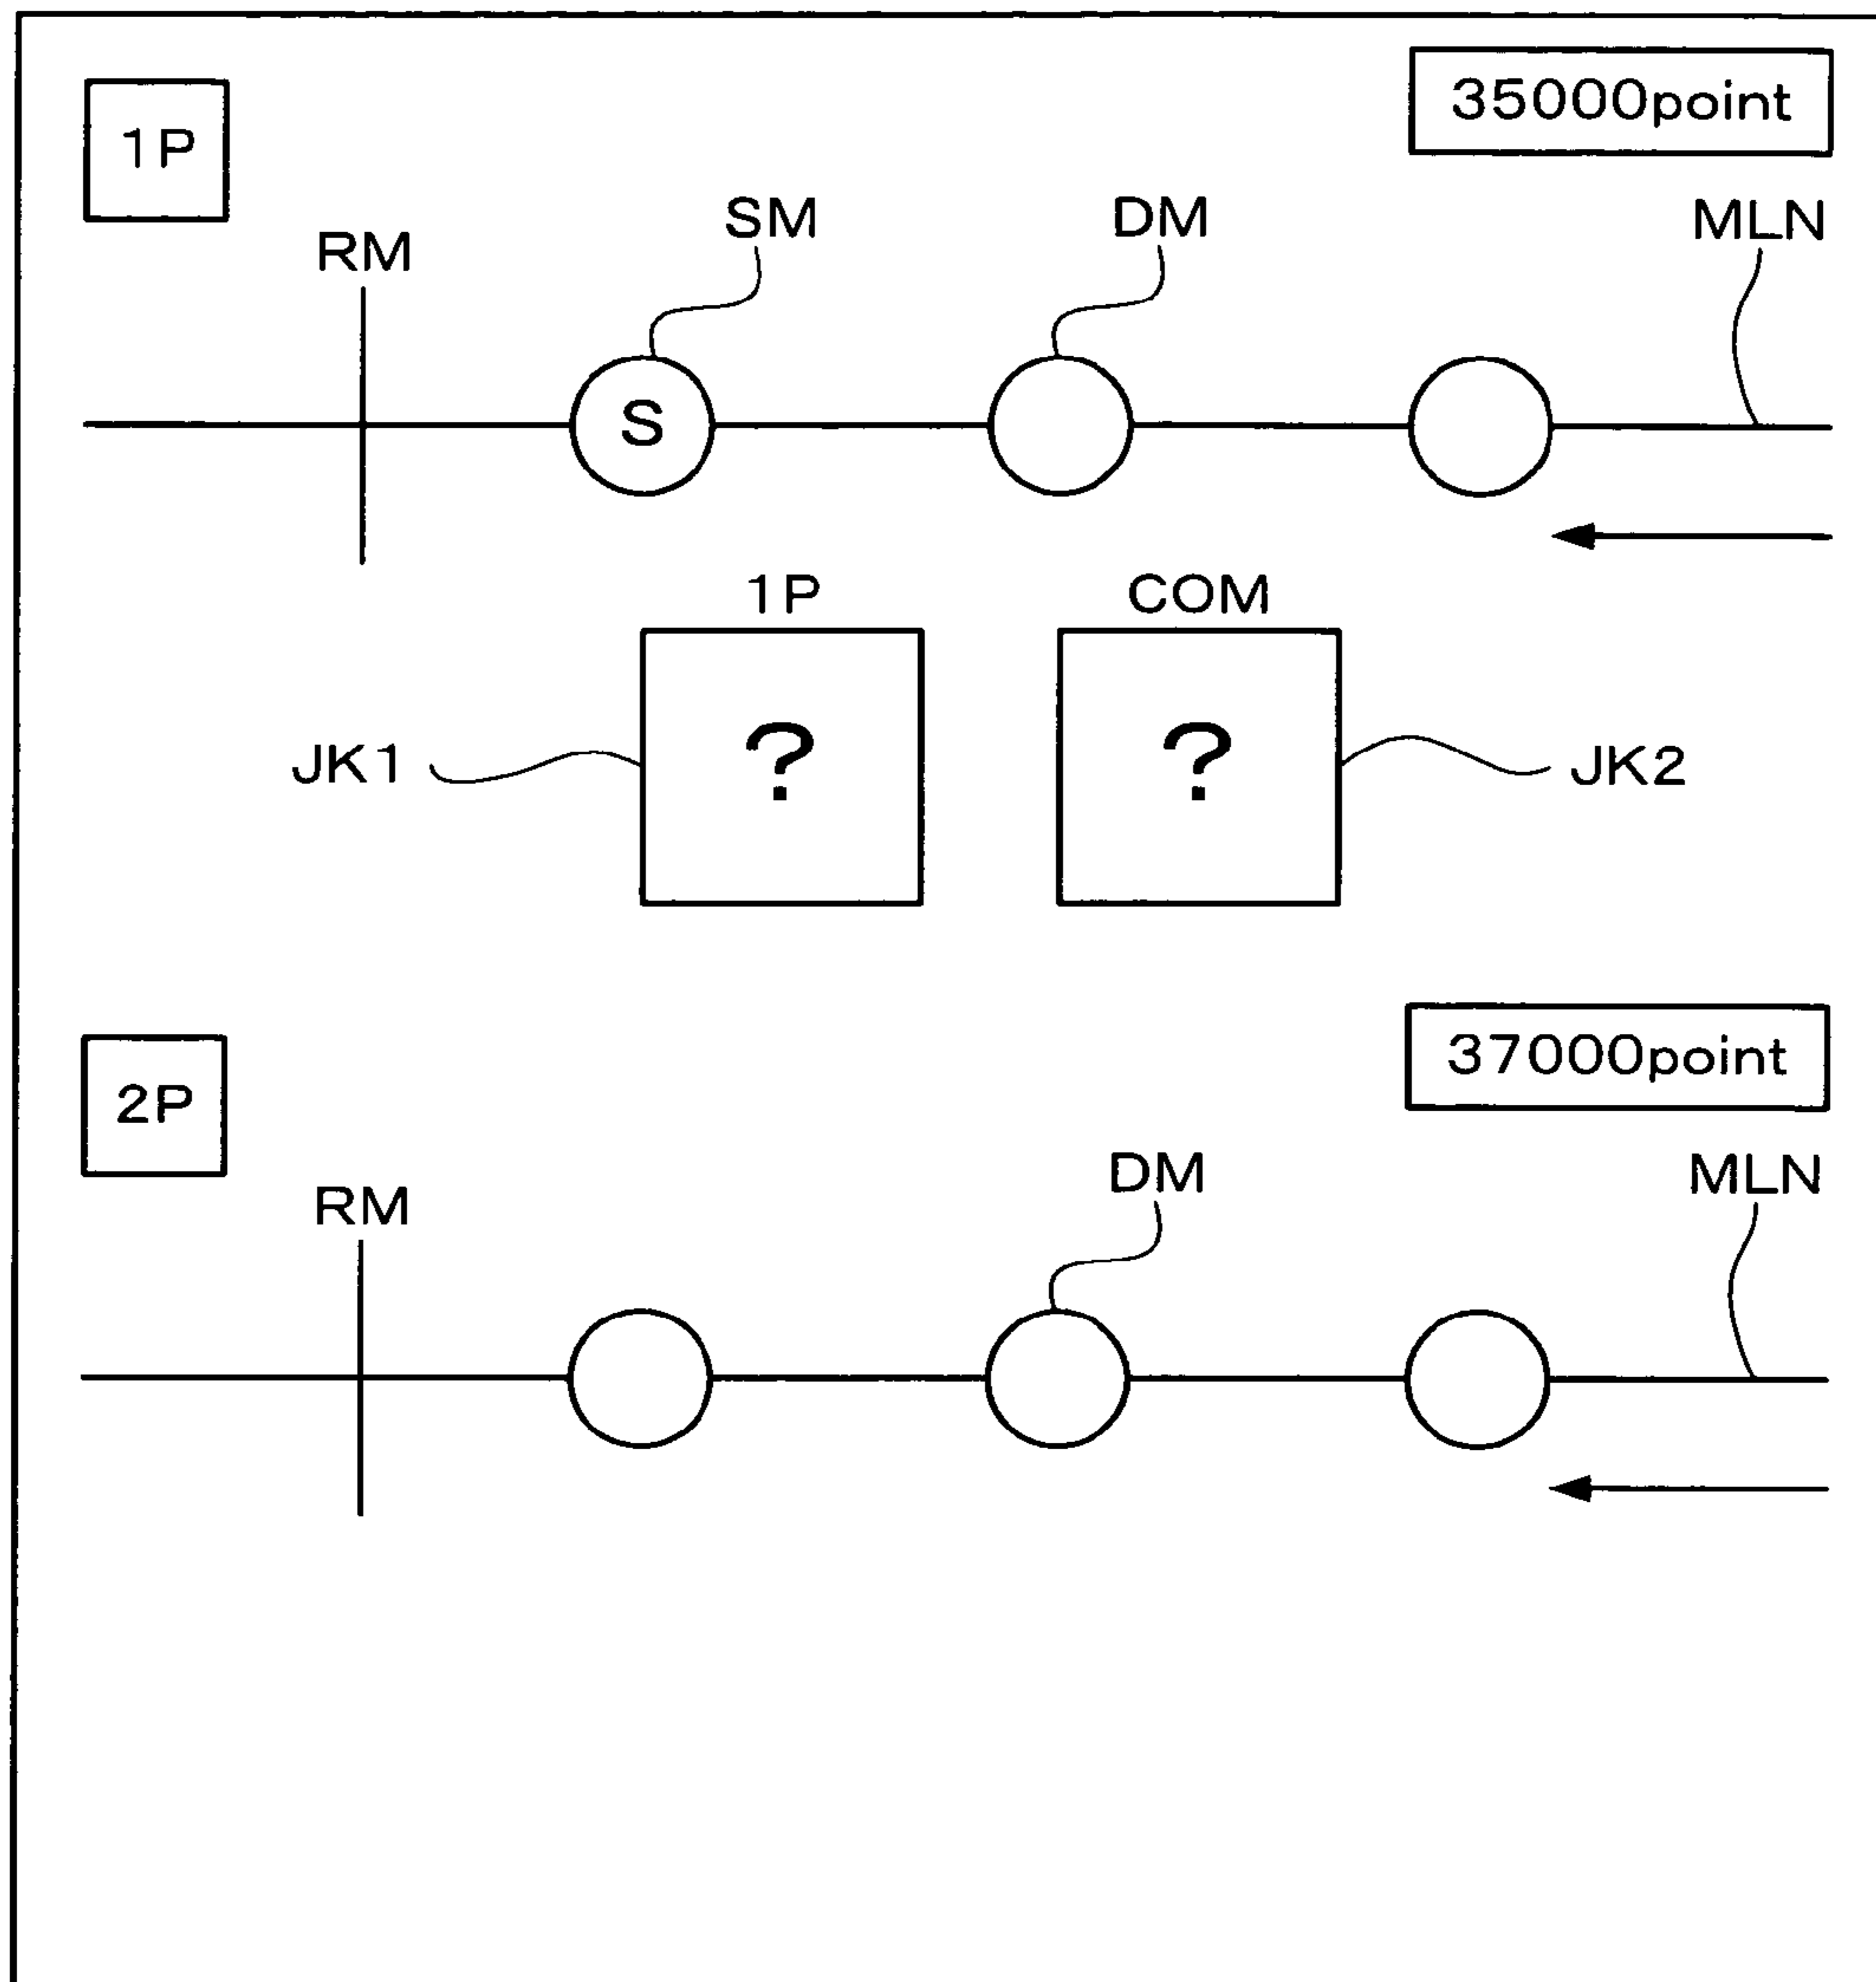 35000point
1P
SM DM MLN
RM
S
1P COM
JK1 ? ? JK2
37000point
2P
DM MLN
RM